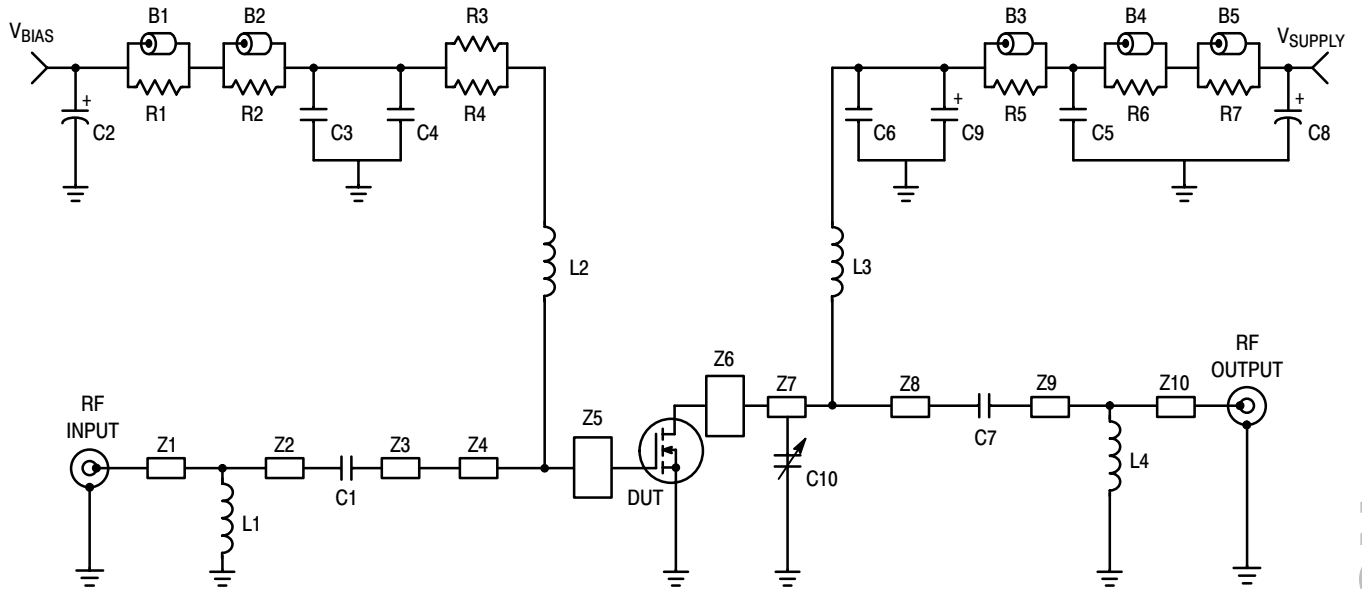 B1 B2 R3 B3 B4 B5
VBIAS VSUPPLY
+ + +
C2 R1 R2 C3 C4 R4 C6 C9 R5 C5 R6 R7 C8
L2 L3
RF INPUT
Z1 Z2 Z3 Z4 Z5 Z6 Z7 Z8 Z9 Z10
RF OUTPUT
C1 DUT C10 C7
L1 L4